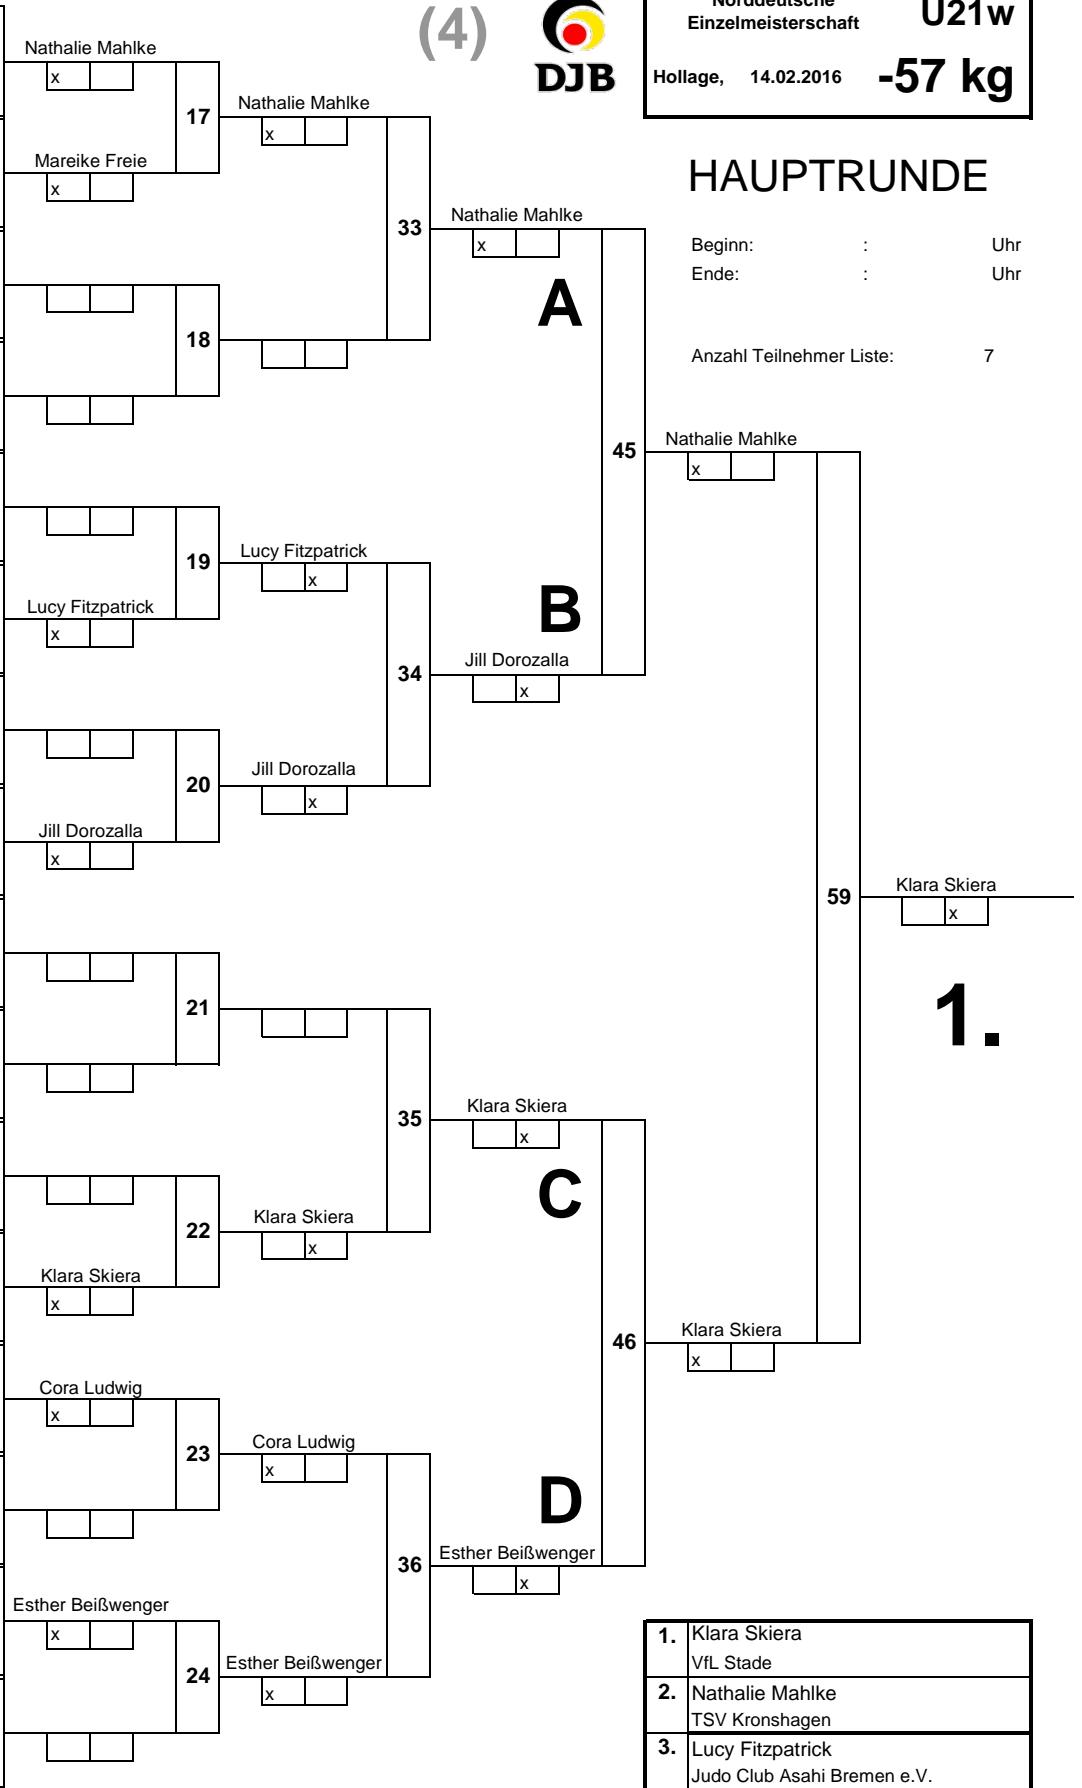 (4)
DJB
Norddeutsche
Einzelmeisterschaft
U21w
Hollage, 14.02.2016 -57 kg
HAUPTRUNDE
Beginn: : Uhr
Ende: : Uhr
Anzahl Teilnehmer Liste: 7
Nathalie Mahlke
x
17
Nathalie Mahlke
x
Mareike Freie
x
33
Nathalie Mahlke
x
A
18
45
Nathalie Mahlke
x
19
Lucy Fitzpatrick
x
Lucy Fitzpatrick
x
B
34
Jill Dorozalla
x
20
Jill Dorozalla
x
Jill Dorozalla
x
59
Klara Skiera
x
1.
21
35
Klara Skiera
x
C
22
Klara Skiera
x
Klara Skiera
x
46
Klara Skiera
x
Cora Ludwig
x
23
Cora Ludwig
x
D
36
Esther Beißwenger
x
Esther Beißwenger
x
24
Esther Beißwenger
x
1. Klara Skiera
VfL Stade
2. Nathalie Mahlke
TSV Kronshagen
3. Lucy Fitzpatrick
Judo Club Asahi Bremen e.V.